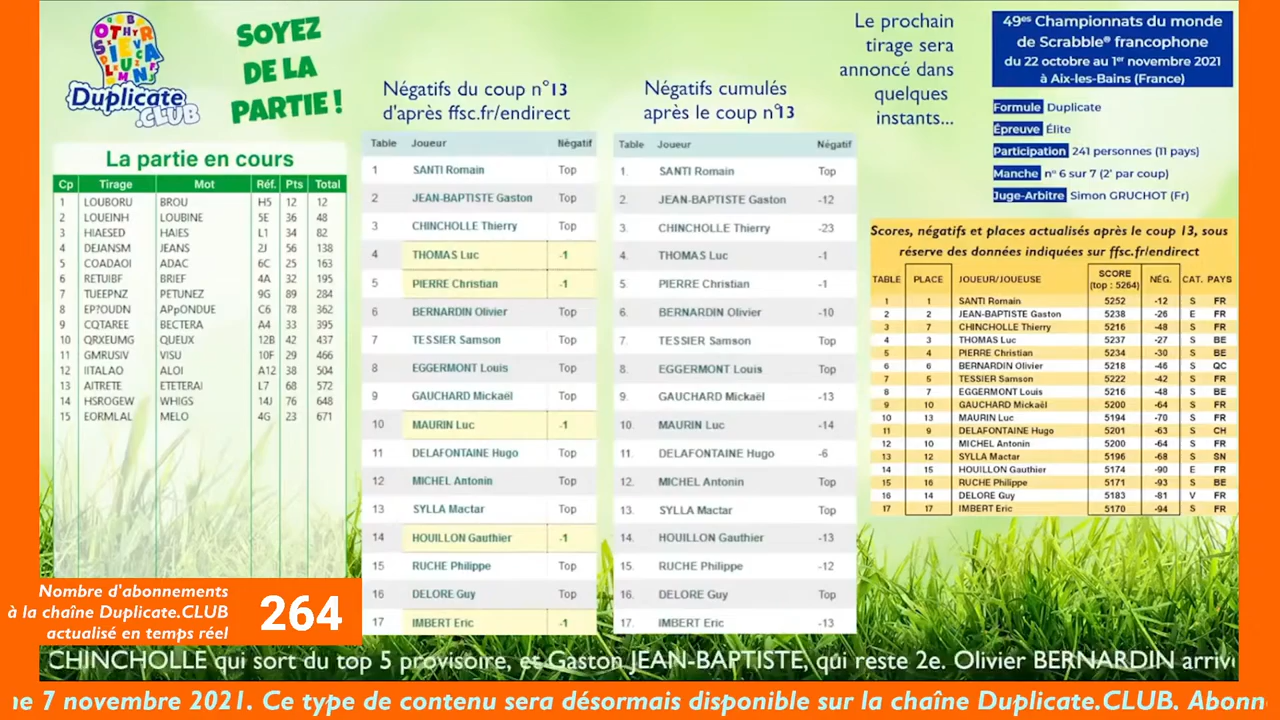 OTHYR
SIEVCA
Duplicate
.CLUB
SOYEZ
DE LA
PARTIE !
La partie en cours
Cp Tirage Mot Réf. Pts Total
1 LOUBORU BROU H5 12 12
2 LOUEINH LOUBINE 5E 36 48
3 HIAESED HAIES L1 34 82
4 DEJANSM JEANS 2J 56 138
5 COADAOI ADAC 6C 25 163
6 RETUIBF BRIEF 4A 32 195
7 TUEEPNZ PETUNEZ 9G 89 284
8 EP?OUDN APpONDUE C6 78 362
9 CQTAREE BECTERA A4 33 395
10 QRXEUMG QUEUX 12B 42 437
11 GMRUSIV VISU 10F 29 466
12 IITALAO ALOI A12 38 504
13 AITRETE ETETERAI L7 68 572
14 HSROGEW WHIGS 14J 76 648
15 EORMLAL MELO 4G 23 671
Négatifs du coup n°13
d'après ffsc.fr/endirect
Table Joueur Négatif
1 SANTI Romain Top
2 JEAN-BAPTISTE Gaston Top
3 CHINCHOLLE Thierry Top
4 THOMAS Luc -1
5 PIERRE Christian -1
6 BERNARDIN Olivier Top
7 TESSIER Samson Top
8 EGGERMONT Louis Top
9 GAUCHARD Mickaël Top
10 MAURIN Luc -1
11 DELAFONTAINE Hugo Top
12 MICHEL Antonin Top
13 SYLLA Mactar Top
14 HOUILLON Gauthier -1
15 RUCHE Philippe Top
16 DELORE Guy Top
17 IMBERT Eric -1
Négatifs cumulés
après le coup n°13
Table Joueur Négatif
1. SANTI Romain Top
2. JEAN-BAPTISTE Gaston -12
3. CHINCHOLLE Thierry -23
4. THOMAS Luc -1
5. PIERRE Christian -1
6. BERNARDIN Olivier -10
7. TESSIER Samson Top
8. EGGERMONT Louis Top
9. GAUCHARD Mickaël -13
10. MAURIN Luc -14
11. DELAFONTAINE Hugo -6
12. MICHEL Antonin Top
13. SYLLA Mactar Top
14. HOUILLON Gauthier -13
15. RUCHE Philippe -12
16. DELORE Guy Top
17. IMBERT Eric -13
Le prochain
tirage sera
annoncé dans
quelques
instants...
49es Championnats du monde
de Scrabble® francophone
du 22 octobre au 1er novembre 2021
à Aix-les-Bains (France)
Formule Duplicate
Épreuve Élite
Participation 241 personnes (11 pays)
Manche n° 6 sur 7 (2' par coup)
Juge-Arbitre Simon GRUCHOT (Fr)
Scores, négatifs et places actualisés après le coup 13, sous
réserve des données indiquées sur ffsc.fr/endirect
TABLE PLACE JOUEUR/JOUEUSE SCORE (top : 5264) NÉG. CAT. PAYS
1 1 SANTI Romain 5252 -12 S FR
2 2 JEAN-BAPTISTE Gaston 5238 -26 E FR
3 7 CHINCHOLLE Thierry 5216 -48 S FR
4 3 THOMAS Luc 5237 -27 S BE
5 4 PIERRE Christian 5234 -30 S BE
6 6 BERNARDIN Olivier 5218 -46 S QC
7 5 TESSIER Samson 5222 -42 S FR
8 7 EGGERMONT Louis 5216 -48 S BE
9 10 GAUCHARD Mickaël 5200 -64 S FR
10 13 MAURIN Luc 5194 -70 S FR
11 9 DELAFONTAINE Hugo 5201 -63 S CH
12 10 MICHEL Antonin 5200 -64 S FR
13 12 SYLLA Mactar 5196 -68 S SN
14 15 HOUILLON Gauthier 5174 -90 E FR
15 16 RUCHE Philippe 5171 -93 S BE
16 14 DELORE Guy 5183 -81 V FR
17 17 IMBERT Eric 5170 -94 S FR
Nombre d'abonnements
à la chaîne Duplicate.CLUB
actualisé en temps réel
264
CHINCHOLLE qui sort du top 5 provisoire, et Gaston JEAN-BAPTISTE, qui reste 2e. Olivier BERNARDIN arriv
ne 7 novembre 2021. Ce type de contenu sera désormais disponible sur la chaîne Duplicate.CLUB. Abonn